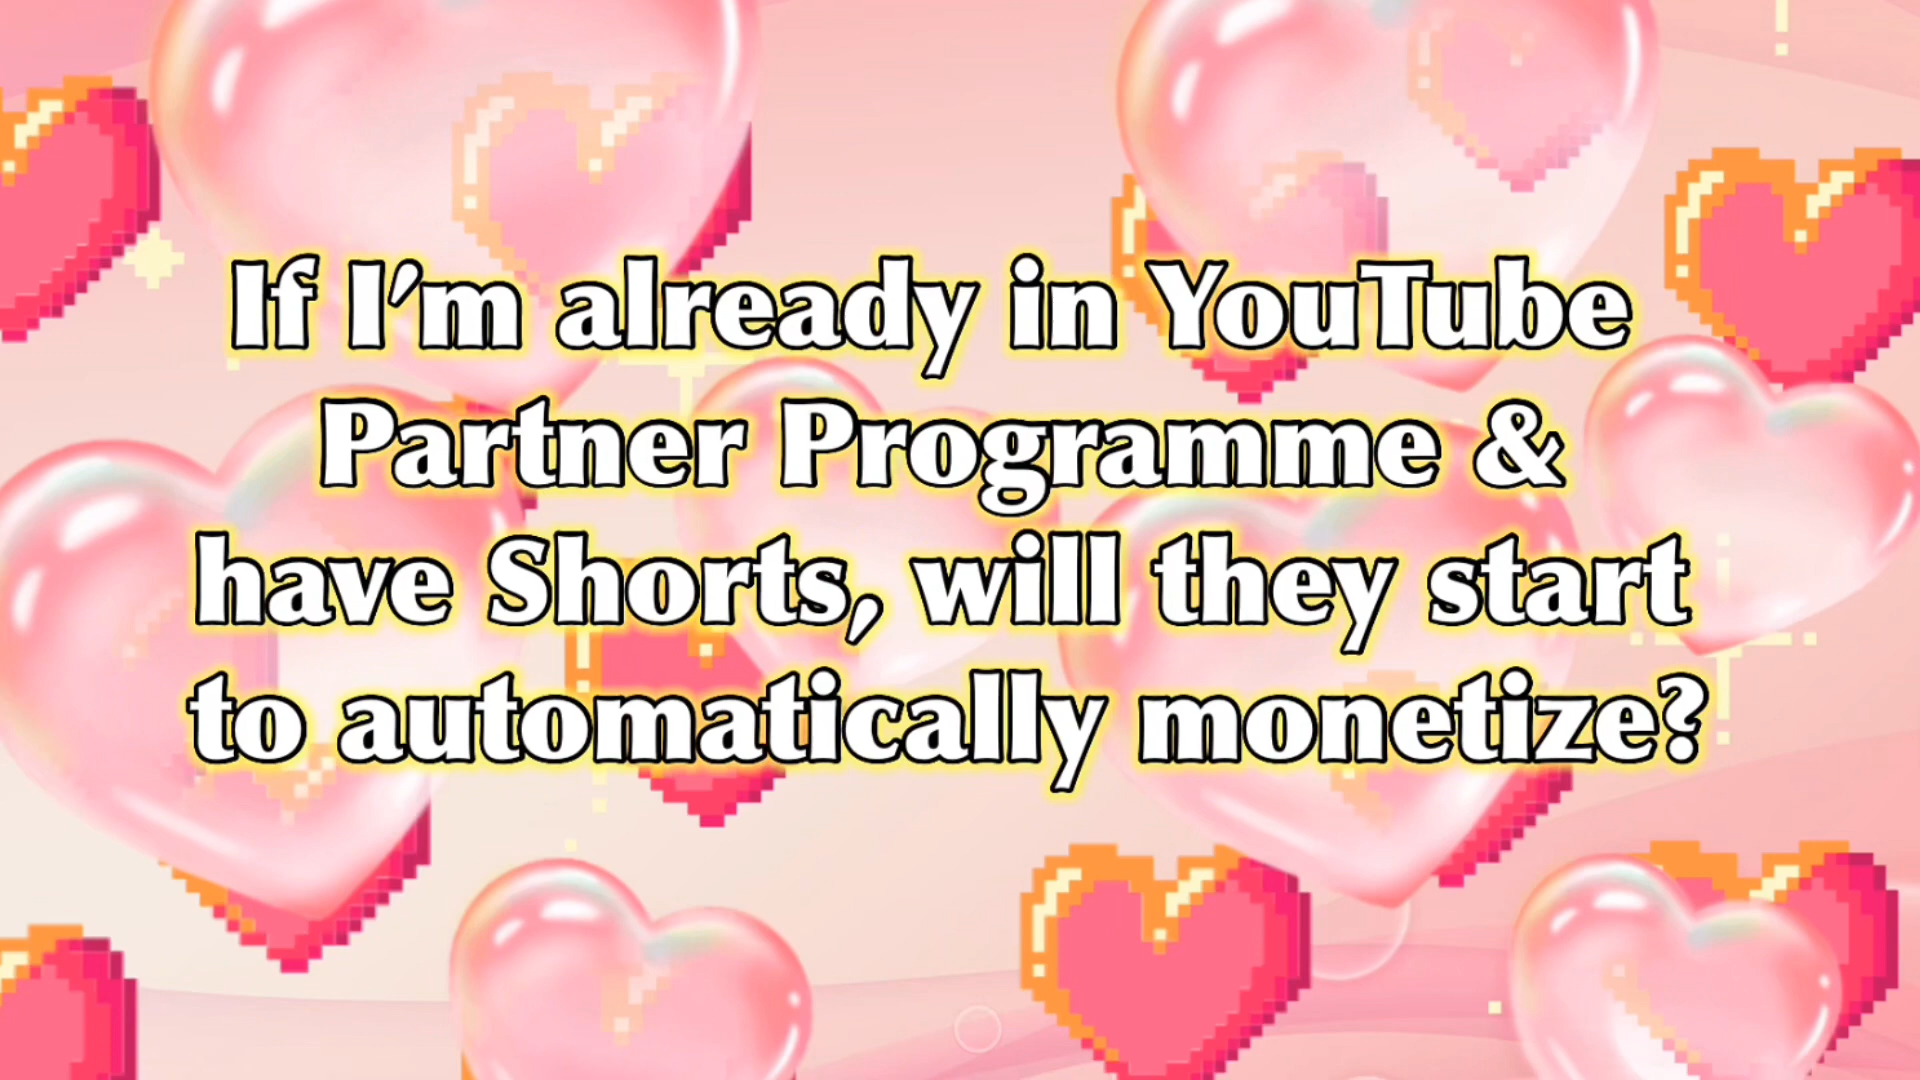 If I'm already in YouTube
Partner Programme &
have Shorts, will they start
to automatically monetize?